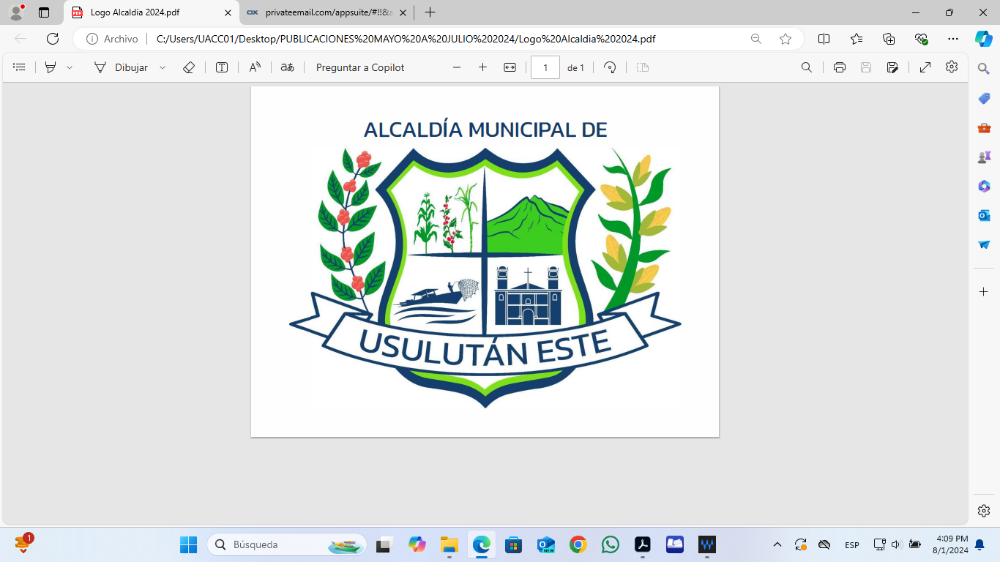 Logo Alcaldia 2024.pdf
privateemail.com/appsuite/#!!&a
Archivo
C:/Users/UACC01/Desktop/PUBLICACIONES%20MAYO%20A%20JULIO%202024/Logo%20Alcaldia%202024.pdf
Dibujar
Preguntar a Copilot
1
de 1
ALCALDÍA MUNICIPAL DE
USULUTÁN ESTE
1
Búsqueda
NEW
ESP
4:09 PM
8/1/2024